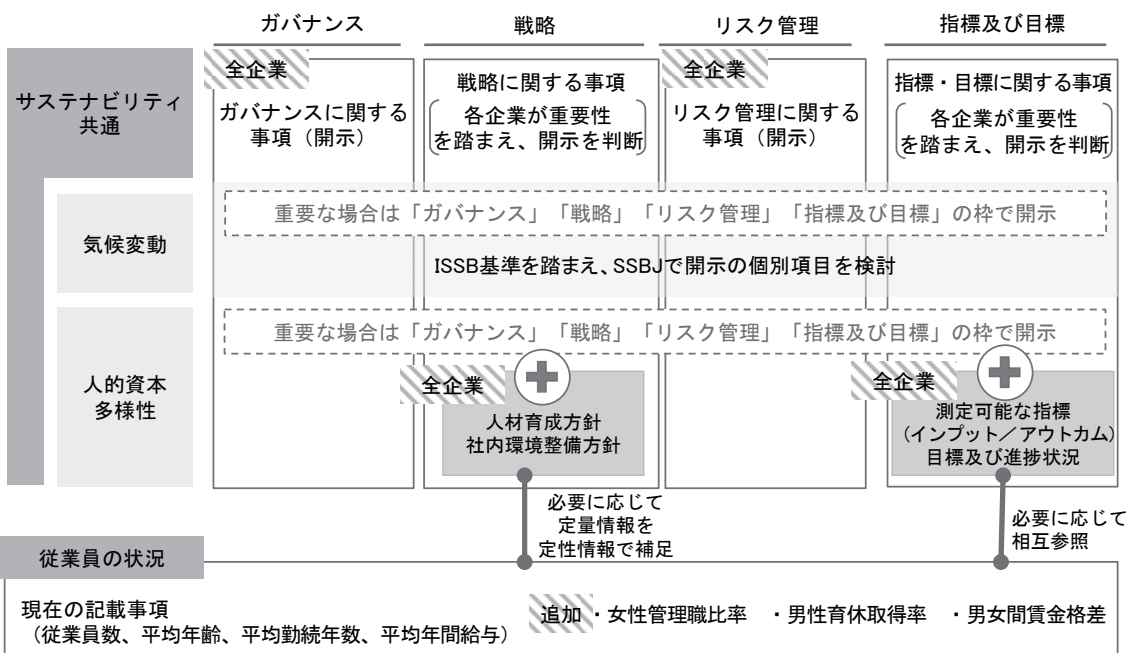 ガバナンス
戦略
リスク管理
指標及び目標
サステナビリティ
共通
全企業
ガバナンスに関する
事項（開示）
戦略に関する事項
各企業が重要性
を踏まえ、開示を判断
全企業
リスク管理に関する
事項（開示）
指標・目標に関する事項
各企業が重要性
を踏まえ、開示を判断
気候変動
重要な場合は「ガバナンス」「戦略」「リスク管理」「指標及び目標」の枠で開示
ISSB基準を踏まえ、SSBJで開示の個別項目を検討
人的資本
多様性
重要な場合は「ガバナンス」「戦略」「リスク管理」「指標及び目標」の枠で開示
全企業
人材育成方針
社内環境整備方針
全企業
測定可能な指標
（インプット／アウトカム）
目標及び進捗状況
必要に応じて
定量情報を
定性情報で補足
必要に応じて
相互参照
従業員の状況
現在の記載事項
（従業員数、平均年齢、平均勤続年数、平均年間給与）
追加・女性管理職比率 ・男性育休取得率 ・男女間賃金格差